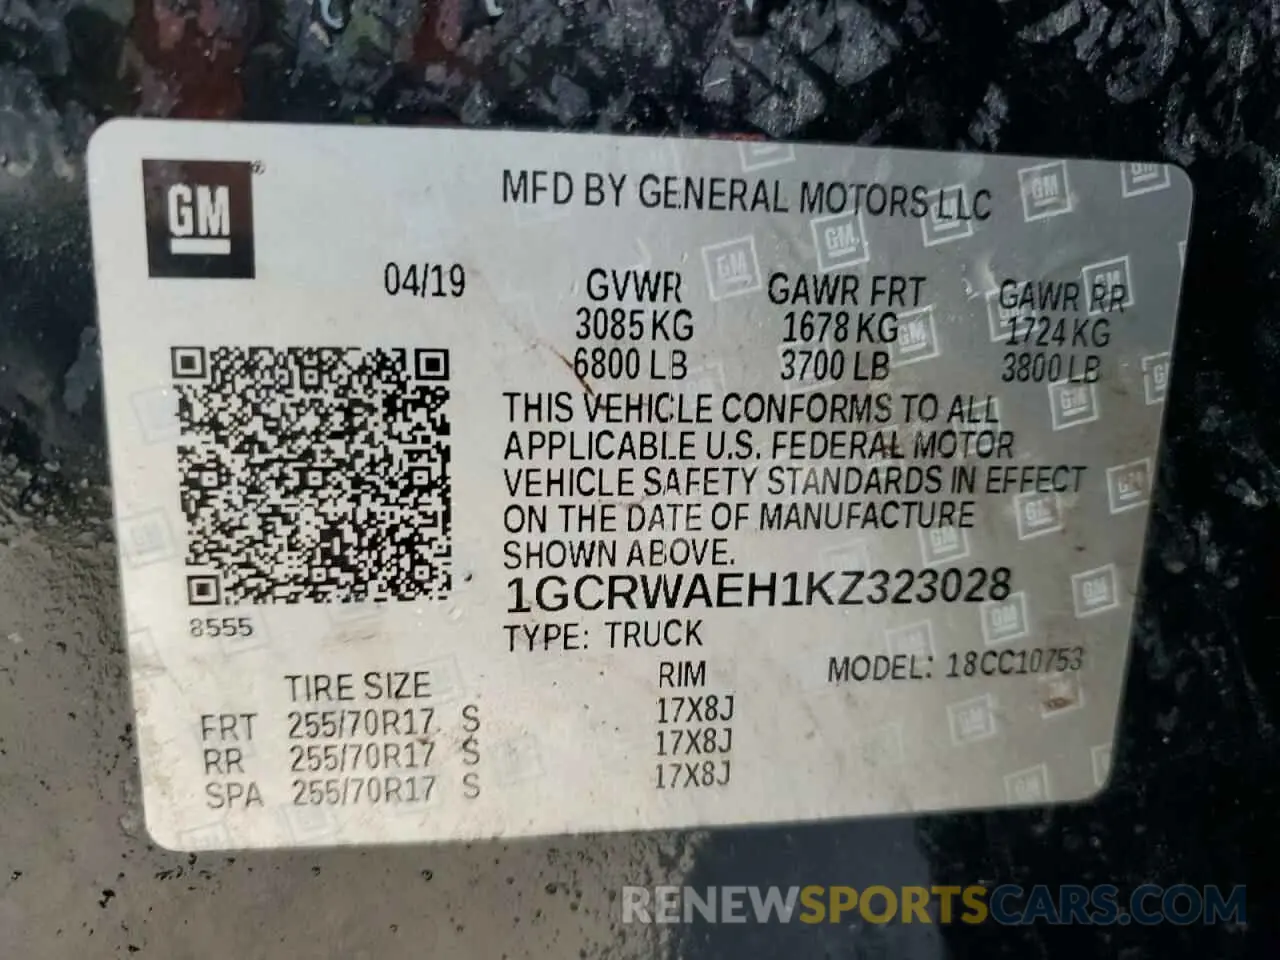 GM
MFD BY GENERAL MOTORS LLC
04/19
GVWR GAWR FRT GAWR RR
3085 KG 1678 KG 1724 KG
6800 LB 3700 LB 3800 LB
THIS VEHICLE CONFORMS TO ALL
APPLICABLE U.S. FEDERAL MOTOR
VEHICLE SAFETY STANDARDS IN EFFECT
ON THE DATE OF MANUFACTURE
SHOWN ABOVE.
1GCRWAEH1KZ323028
8555
TYPE: TRUCK
MODEL: 18CC10753
TIRE SIZE RIM
FRT 255/70R17 S 17X8J
RR 255/70R17 S 17X8J
SPA 255/70R17 S 17X8J
RENEWSPORTSCARS.COM